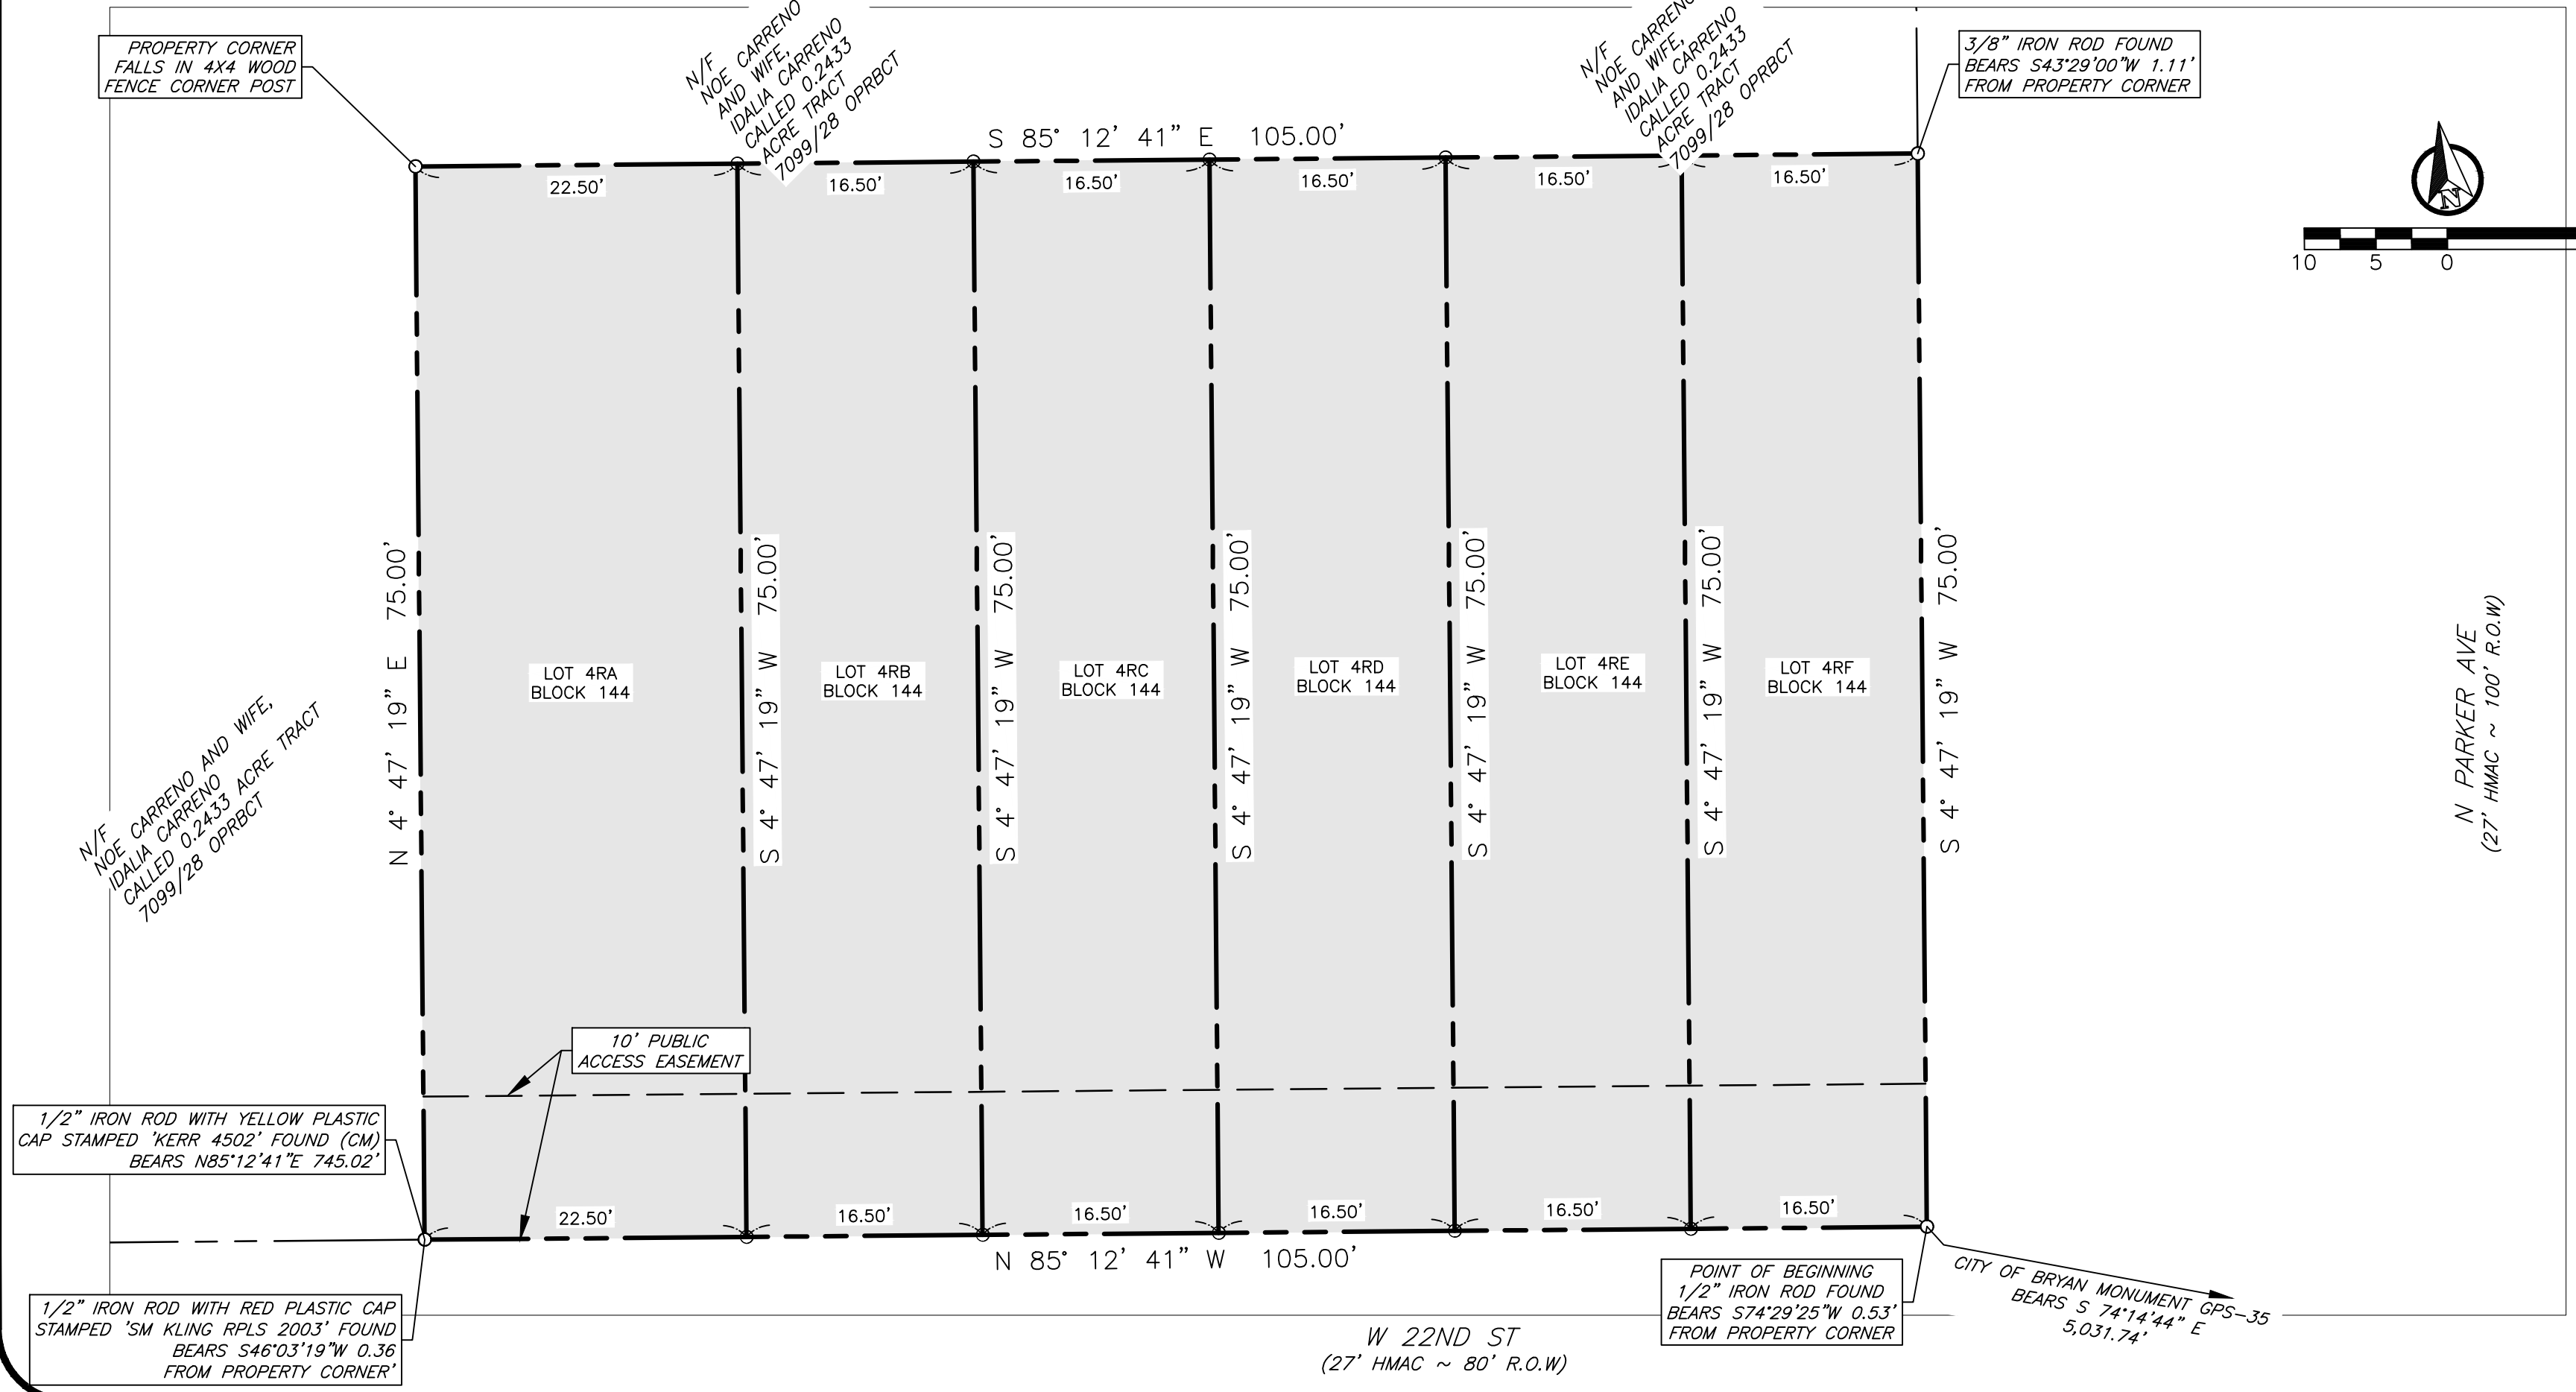 PROPERTY CORNER
FALLS IN 4X4 WOOD
FENCE CORNER POST
N/F
NOE CARRENO
AND WIFE,
IDALIA CARRENO
CALLED 0.2433
ACRE TRACT
7099/28 OPRBCT
N/F
NOE CARRENO
AND WIFE,
IDALIA CARRENO
CALLED 0.2433
ACRE TRACT
7099/28 OPRBCT
3/8" IRON ROD FOUND
BEARS S43°29'00"W 1.11'
FROM PROPERTY CORNER
S 85° 12' 41" E 105.00'
22.50'
16.50'
16.50'
16.50'
16.50'
16.50'
N
10 5 0
N 4° 47' 19" E 75.00'
S 4° 47' 19" W 75.00'
S 4° 47' 19" W 75.00'
S 4° 47' 19" W 75.00'
S 4° 47' 19" W 75.00'
S 4° 47' 19" W 75.00'
S 4° 47' 19" W 75.00'
LOT 4RA
BLOCK 144
LOT 4RB
BLOCK 144
LOT 4RC
BLOCK 144
LOT 4RD
BLOCK 144
LOT 4RE
BLOCK 144
LOT 4RF
BLOCK 144
N PARKER AVE
(27' HMAC ~ 100' R.O.W)
N/F
NOE CARRENO AND WIFE,
IDALIA CARRENO
CALLED 0.2433 ACRE TRACT
7099/28 OPRBCT
10' PUBLIC
ACCESS EASEMENT
1/2" IRON ROD WITH YELLOW PLASTIC
CAP STAMPED 'KERR 4502' FOUND (CM)
BEARS N85°12'41"E 745.02'
22.50'
16.50'
16.50'
16.50'
16.50'
16.50'
N 85° 12' 41" W 105.00'
1/2" IRON ROD WITH RED PLASTIC CAP
STAMPED 'SM KLING RPLS 2003' FOUND
BEARS S46°03'19"W 0.36
FROM PROPERTY CORNER'
POINT OF BEGINNING
1/2" IRON ROD FOUND
BEARS S74°29'25"W 0.53'
FROM PROPERTY CORNER
CITY OF BRYAN MONUMENT GPS-35
BEARS S 74°14'44" E
5,031.74'
W 22ND ST
(27' HMAC ~ 80' R.O.W)